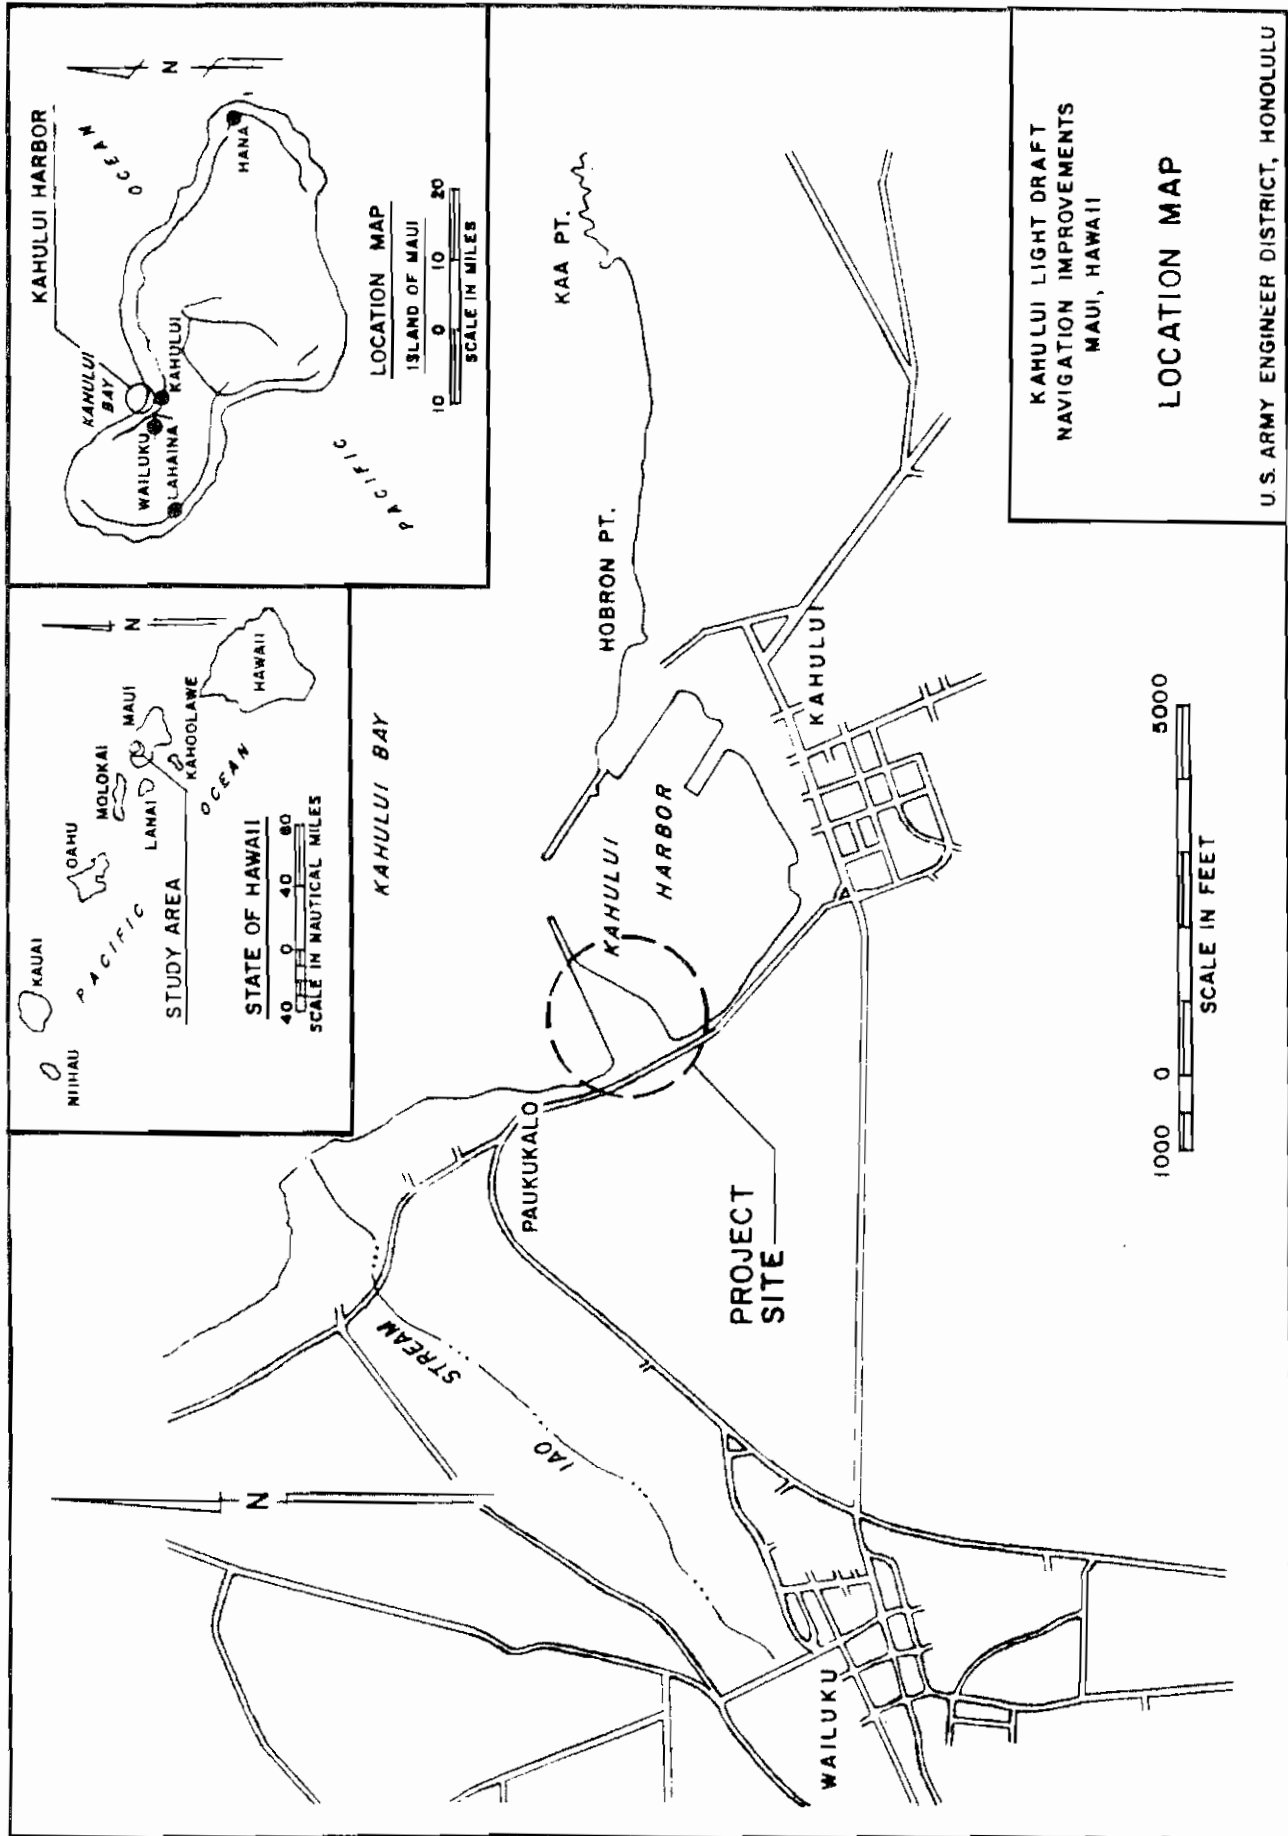 NIIHAU
KAUAI
OAHU
MOLOKAI
LANAI
MAUI
KAHOOLAWE
HAWAII
N
PACIFIC
OCEAN
STUDY AREA
STATE OF HAWAII
40 0 40 80
SCALE IN NAUTICAL MILES
KAHULUI HARBOR
OCEAN
N
KAHULUI
BAY
WAILUKU
LAHAINA
KAHULUI
HANA
PACIFIC
LOCATION MAP
ISLAND OF MAUI
10 0 10 20
SCALE IN MILES
KAHULUI BAY
N
IAO
STREAM
PAUKUKALO
HOBRON PT.
KAA PT.
KAHULUI
HARBOR
PROJECT
SITE
KAHULUI
WAILUKU
1000 0 5000
SCALE IN FEET
KAHULUI LIGHT DRAFT
NAVIGATION IMPROVEMENTS
MAUI, HAWAII
LOCATION MAP
U.S. ARMY ENGINEER DISTRICT, HONOLULU